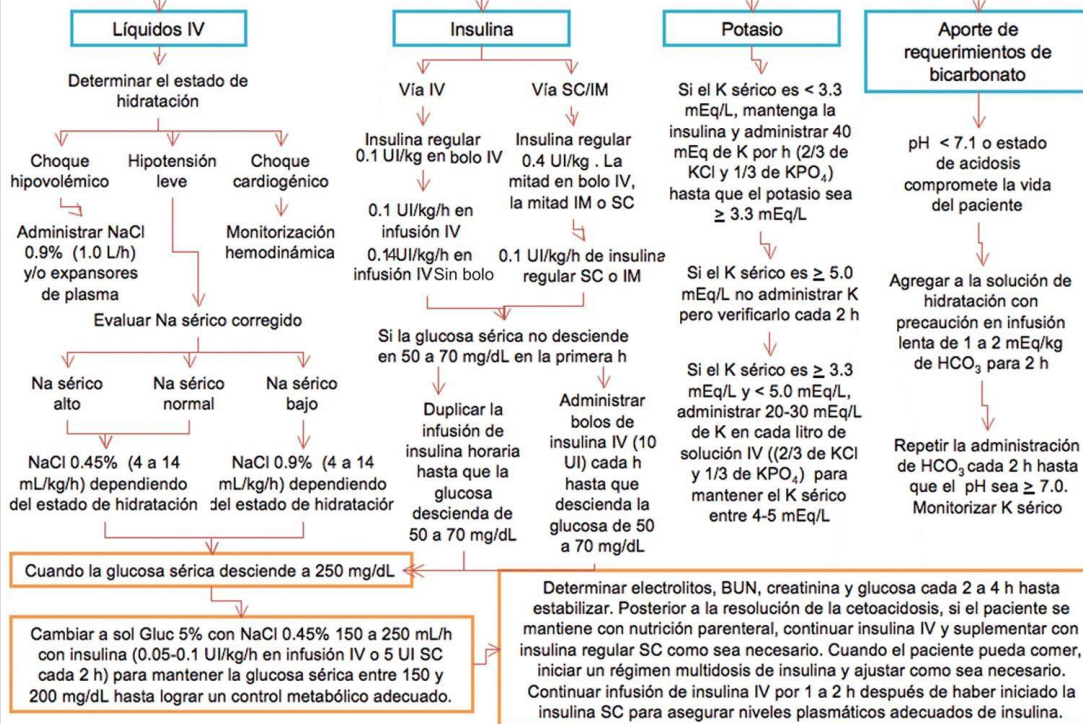 Líquidos IV
Determinar el estado de
hidratación
Choque
hipovolémico
Hipotensión
leve
Choque
cardiogénico
Administrar NaCl
0.9% (1.0 L/h)
y/o expansores
de plasma
Monitorización
hemodinámica
Evaluar Na sérico corregido
Na sérico
alto
Na sérico
normal
Na sérico
bajo
NaCl 0.45% (4 a 14
mL/kg/h) dependiendo
del estado de hidratación
NaCl 0.9% (4 a 14
mL/kg/h) dependiendo
del estado de hidratación
Insulina
Vía IV
Insulina regular
0.1 UI/kg en bolo IV
0.1 UI/kg/h en
infusión IV
0.14UI/kg/h en
infusión IV Sin bolo
Vía SC/IM
Insulina regular
0.4 UI/kg . La
mitad en bolo IV,
la mitad IM o SC
0.1 UI/kg/h de insulina
regular SC o IM
Si la glucosa sérica no desciende
en 50 a 70 mg/dL en la primera h
Duplicar la
infusión de
insulina horaria
hasta que la
glucosa
descienda de
50 a 70 mg/dL
Administrar
bolos de
insulina IV (10
UI) cada h
hasta que
descienda la
glucosa de 50
a 70 mg/dL
Potasio
Si el K sérico es < 3.3
mEq/L, mantenga la
insulina y administrar 40
mEq de K por h (2/3 de
KCl y 1/3 de KPO₄)
hasta que el potasio sea
≥ 3.3 mEq/L
Si el K sérico es ≥ 5.0
mEq/L no administrar K
pero verificarlo cada 2 h
Si el K sérico es ≥ 3.3
mEq/L y < 5.0 mEq/L,
administrar 20-30 mEq/L
de K en cada litro de
solución IV ((2/3 de KCl
y 1/3 de KPO₄) para
mantener el K sérico
entre 4-5 mEq/L
Aporte de
requerimientos de
bicarbonato
pH < 7.1 o estado
de acidosis
compromete la vida
del paciente
Agregar a la solución de
hidratación con
precaución en infusión
lenta de 1 a 2 mEq/kg
de HCO₃ para 2 h
Repetir la administración
de HCO₃ cada 2 h hasta
que el pH sea ≥ 7.0.
Monitorizar K sérico
Cuando la glucosa sérica desciende a 250 mg/dL
Cambiar a sol Gluc 5% con NaCl 0.45% 150 a 250 mL/h
con insulina (0.05-0.1 UI/kg/h en infusión IV o 5 UI SC
cada 2 h) para mantener la glucosa sérica entre 150 y
200 mg/dL hasta lograr un control metabólico adecuado.
Determinar electrolitos, BUN, creatinina y glucosa cada 2 a 4 h hasta
estabilizar. Posterior a la resolución de la cetoacidosis, si el paciente se
mantiene con nutrición parenteral, continuar insulina IV y suplementar con
insulina regular SC como sea necesario. Cuando el paciente pueda comer,
iniciar un régimen multidosis de insulina y ajustar como sea necesario.
Continuar infusión de insulina IV por 1 a 2 h después de haber iniciado la
insulina SC para asegurar niveles plasmáticos adecuados de insulina.